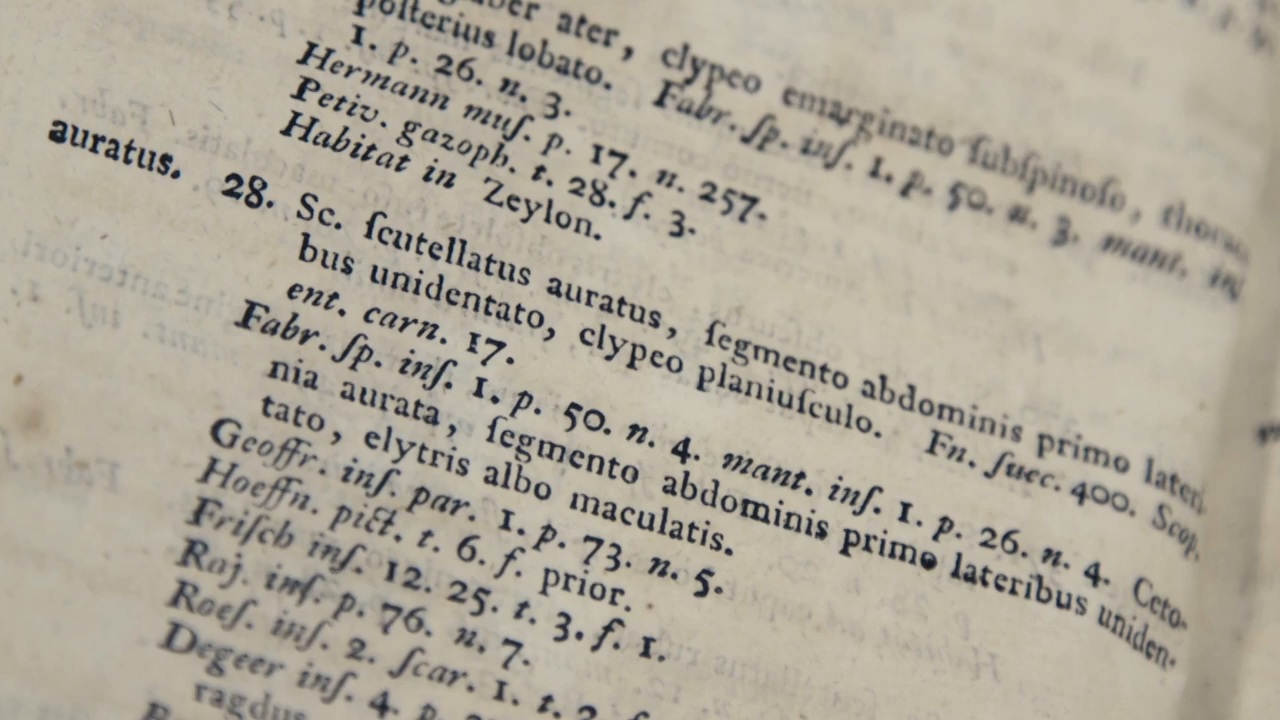 ater, clypeo emarginato ſubſpinoſo,
poſterius lobato. Fabr. ſp. inſ. 1. p. 50. n. 3. mant.
1. p. 26. n. 3.
Hermann muſ. p. 17. n. 257.
Petiv. gazoph. t. 28. f. 3.
Habitat in Zeylon.
auratus. 28. Sc. ſcutellatus auratus, ſegmento abdominis primo lateri-
bus unidentato, clypeo planiuſculo. Fn. ſuec. 400. Scop.
ent. carn. 17.
Fabr. ſp. inſ. 1. p. 50. n. 4. mant. inſ. 1. p. 26. n. 4. Ceto-
nia aurata, ſegmento abdominis primo lateribus uniden-
tato, elytris albo maculatis.
Geoffr. inſ. par. 1. p. 73. n. 5.
Hoeffn. pict. t. 6. f. prior.
Friſch inſ. 12. 25. t. 3. f. 1.
Raj. inſ. p. 76. n. 7.
Roeſ. inſ. 2. ſcar. 1. t. 2.
Degeer inſ. 4. p.
ragdus